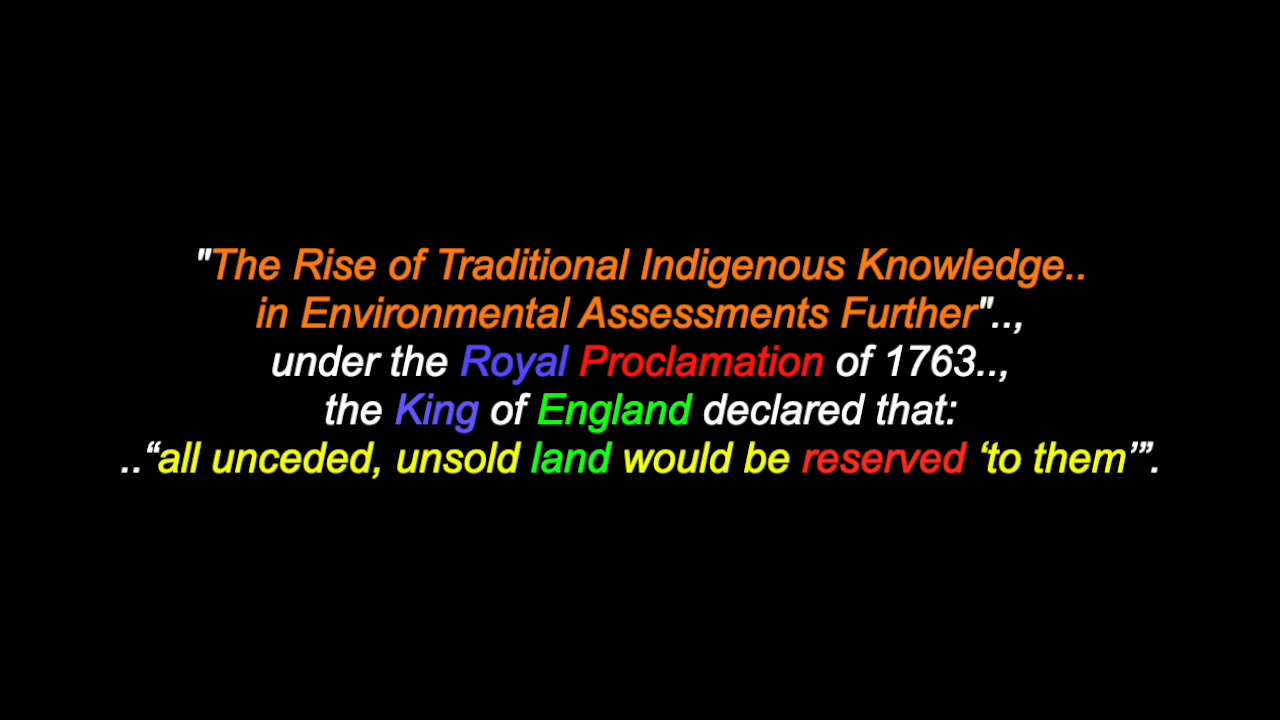 "The Rise of Traditional Indigenous Knowledge..
in Environmental Assessments Further"..,
under the Royal Proclamation of 1763..,
the King of England declared that:
..“all unceded, unsold land would be reserved ‘to them’”.